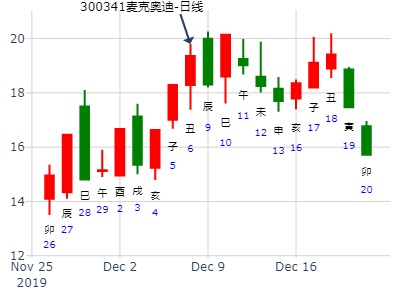 300341麦克奥迪-日线
20
18
16
14
12
卯
26
辰
27
巳
28
午
29
酉
2
戌
3
亥
4
子
5
丑
6
辰
9
巳
10
午
11
未
12
申
13
亥
16
子
17
丑
18
寅
19
卯
20
Nov 25
2019
Dec 2
Dec 9
Dec 16